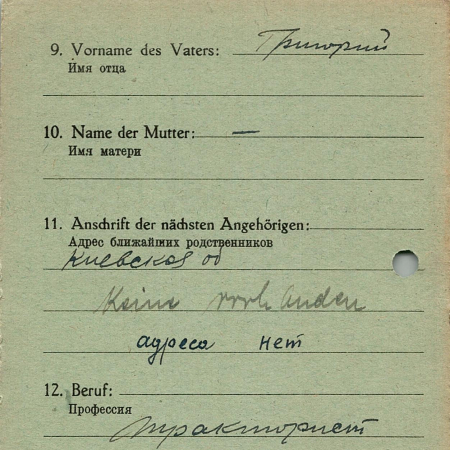 9. Vorname des Vaters: Григорий
Имя отца
10. Name der Mutter: —
Имя матери
11. Anschrift der nächsten Angehörigen:
Адрес ближайших родственников
Киевская об
Keine vorhanden
адреса нет
12. Beruf:
Профессия
Тракторист